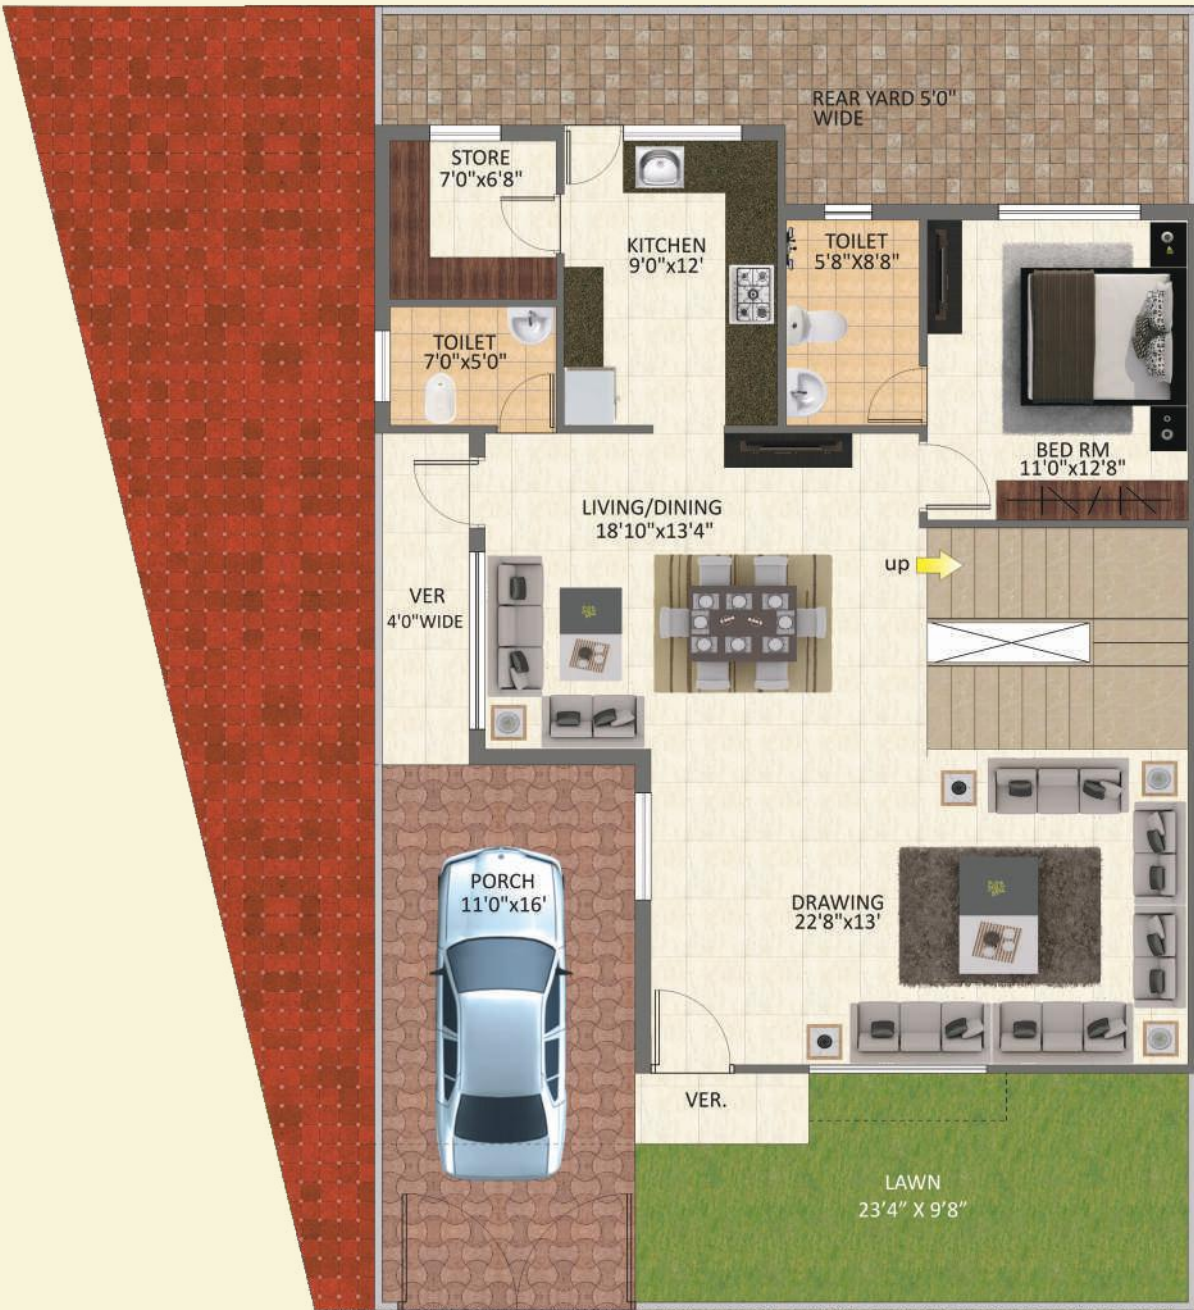 REAR YARD 5'0"
WIDE
STORE
7'0"x6'8"
KITCHEN
9'0"x12'
TOILET
5'8"X8'8"
TOILET
7'0"x5'0"
BED RM
11'0"x12'8"
LIVING/DINING
18'10"x13'4"
up
VER
4'0"WIDE
PORCH
11'0"x16'
DRAWING
22'8"x13'
VER.
LAWN
23'4" X 9'8"